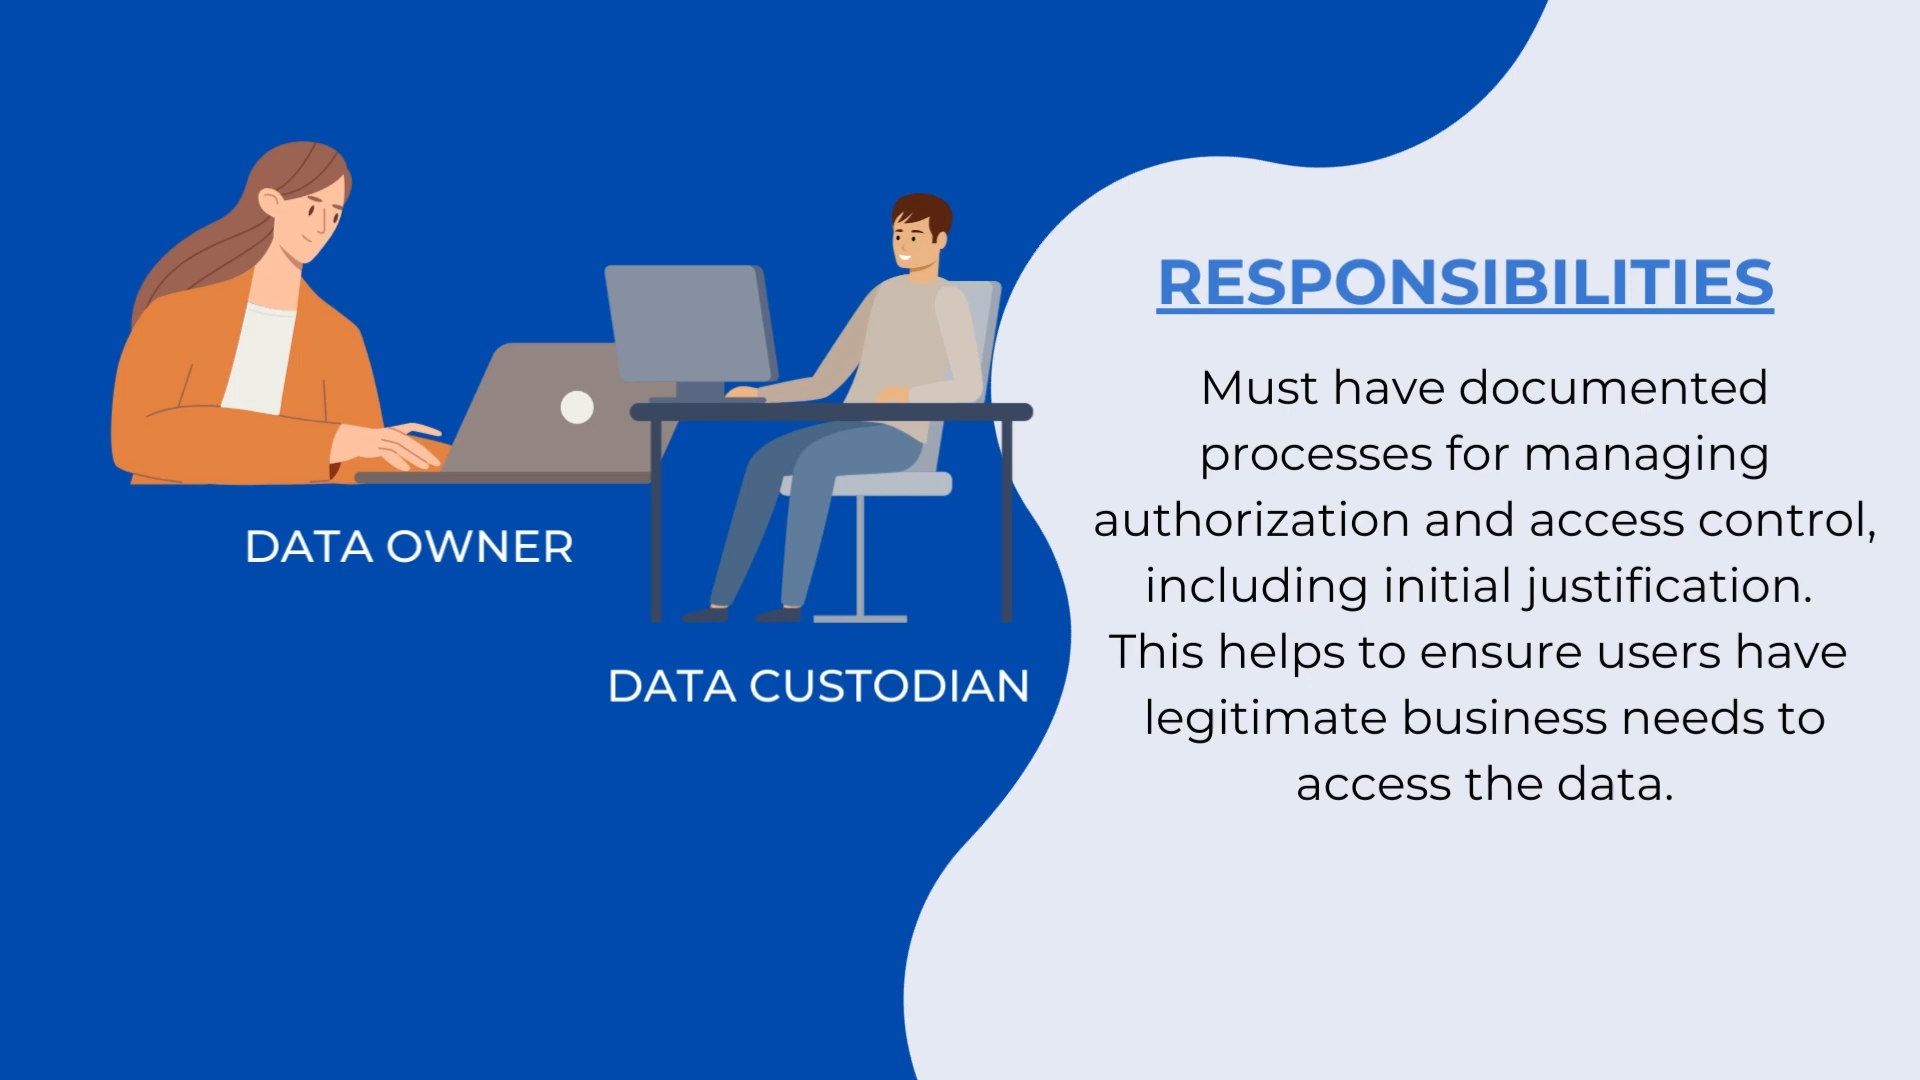 DATA OWNER
DATA CUSTODIAN
RESPONSIBILITIES
Must have documented
processes for managing
authorization and access control,
including initial justification.
This helps to ensure users have
legitimate business needs to
access the data.